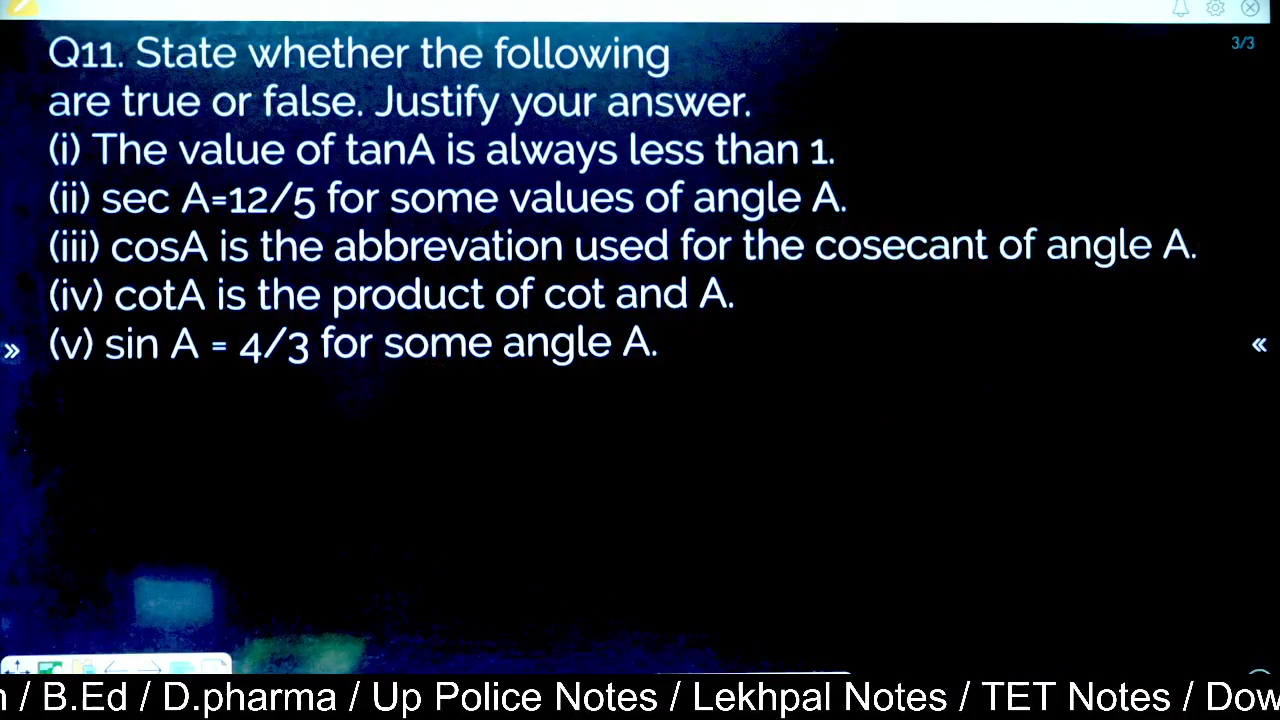 3/3
Q11. State whether the following
are true or false. Justify your answer.
(i) The value of tanA is always less than 1.
(ii) sec A=12/5 for some values of angle A.
(iii) cosA is the abbrevation used for the cosecant of angle A.
(iv) cotA is the product of cot and A.
(v) sin A = 4/3 for some angle A.
/ B.Ed / D.pharma / Up Police Notes / Lekhpal Notes / TET Notes /